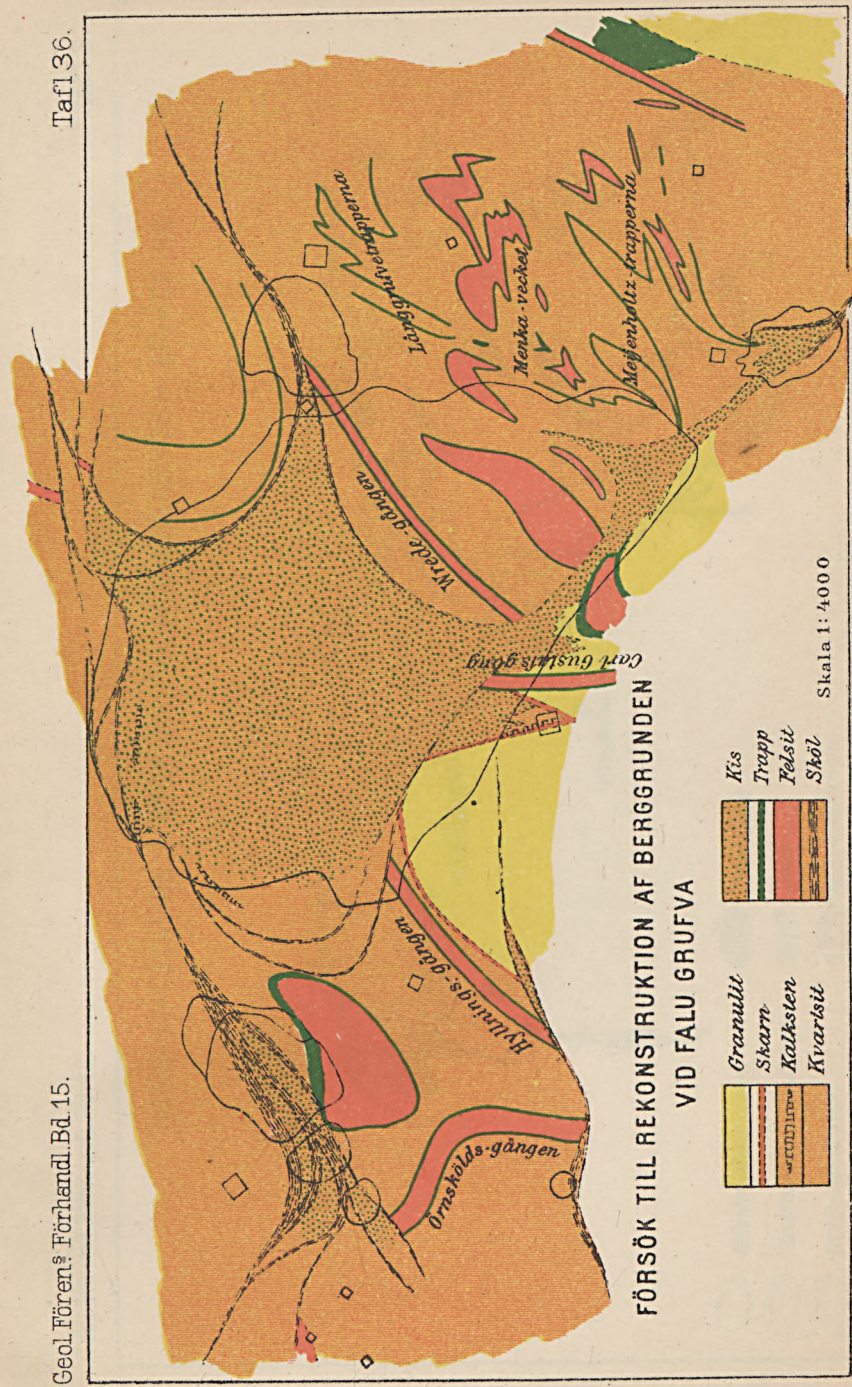 Geol. Fören:s Förhandl. Bd. 15.
Tafl. 36.
Långgrufvetrapperna
Menka-vecket
Meijenholtz-trapperna
Wrede-gången
Carl Gustafs gång
Hyllnings-gången
Örnskölds-gången
FÖRSÖK TILL REKONSTRUKTION AF BERGGRUNDEN
VID FALU GRUFVA
Granulit
Skarn
Kalksten
Kvartsit
Kis
Trapp
Felsit
Sköl
Skala 1:4000